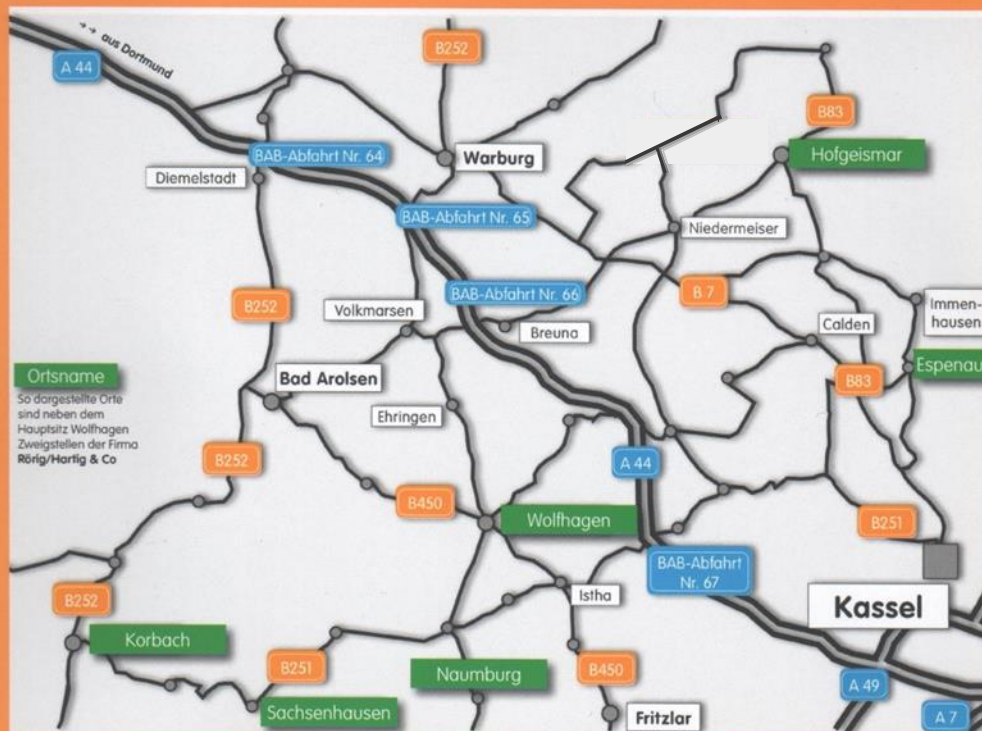 → → aus Dortmund
A 44
B252
B83
BAB-Abfahrt Nr. 64
Warburg
Hofgeismar
Diemelstadt
BAB-Abfahrt Nr. 65
Niedermeiser
B252
Volkmarsen
BAB-Abfahrt Nr. 66
B 7
Immen-
hausen
Breuna
Calden
Ortsname
So dargestellte Orte
sind neben dem
Hauptsitz Wolfhagen
Zweigstellen der Firma
Rörig/Hartig & Co
Bad Arolsen
B83
Espenau
Ehringen
B252
A 44
B450
Wolfhagen
B251
BAB-Abfahrt
Nr. 67
B252
Istha
Kassel
Korbach
B251
Naumburg
B450
A 49
Sachsenhausen
Fritzlar
A 7